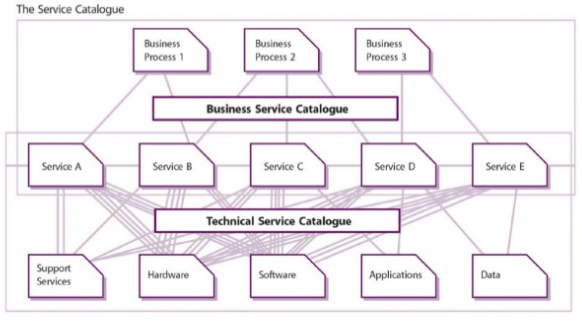 The Service Catalogue
Business
Process 1
Business
Process 2
Business
Process 3
Business Service Catalogue
Service A
Service B
Service C
Service D
Service E
Technical Service Catalogue
Support
Services
Hardware
Software
Applications
Data